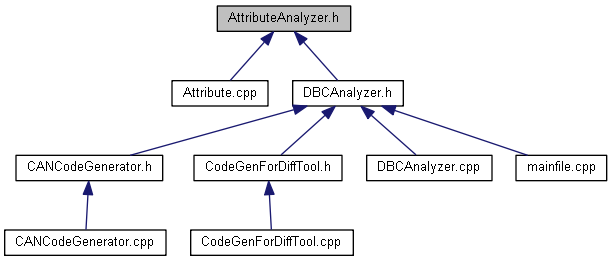 AttributeAnalyzer.h
Attribute.cpp
DBCAnalyzer.h
CANCodeGenerator.h
CodeGenForDiffTool.h
DBCAnalyzer.cpp
mainfile.cpp
CANCodeGenerator.cpp
CodeGenForDiffTool.cpp